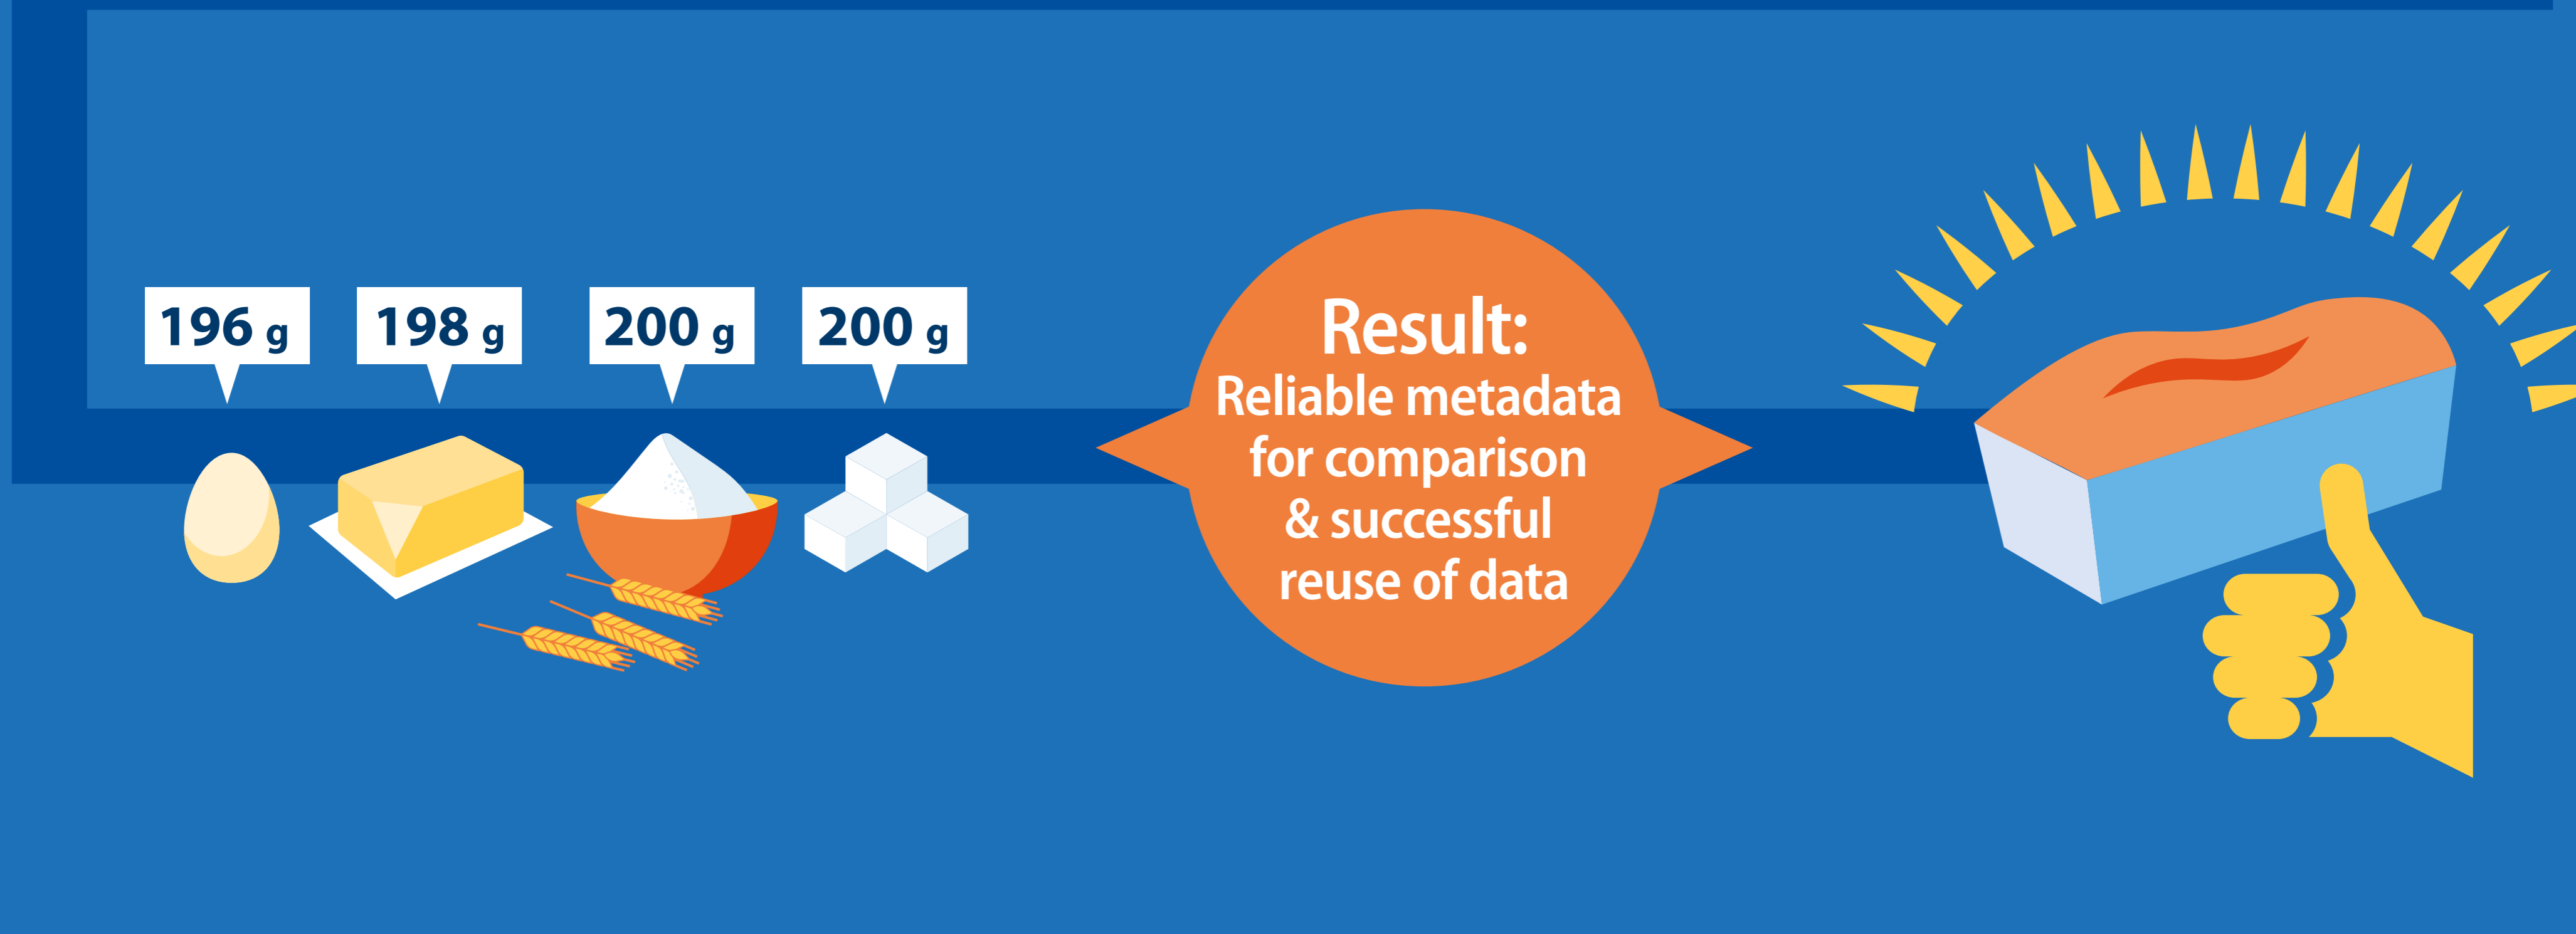 196 g
198 g
200 g
200 g
Result:
Reliable metadata
for comparison
& successful
reuse of data